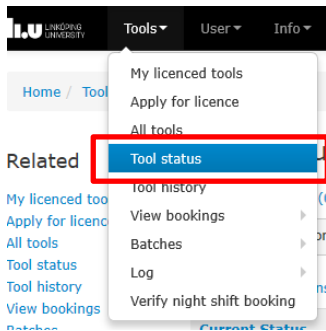 LINKÖPING
UNIVERSITY
Tools User Info
Home / Tool
My licenced tools
Apply for licence
All tools
Tool status
Tool history
View bookings
Batches
Log
Verify night shift booking
Related
My licenced too
Apply for licenc
All tools
Tool status
Tool history
View bookings
Batches
Current Status